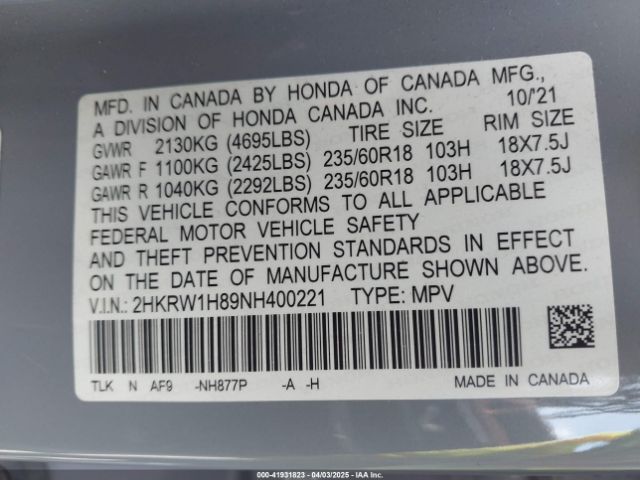 MFD. IN CANADA BY HONDA OF CANADA MFG.,
A DIVISION OF HONDA CANADA INC. 10/'21
GVWR 2130KG (4695LBS) TIRE SIZE RIM SIZE
GAWR F 1100KG (2425LBS) 235/60R18 103H 18X7.5J
GAWR R 1040KG (2292LBS) 235/60R18 103H 18X7.5J
THIS VEHICLE CONFORMS TO ALL APPLICABLE
FEDERAL MOTOR VEHICLE SAFETY
AND THEFT PREVENTION STANDARDS IN EFFECT
ON THE DATE OF MANUFACTURE SHOWN ABOVE.
V.I.N.: 2HKRW1H89NH400221 TYPE: MPV
TLK N AF9 -NH877P -A -H MADE IN CANADA
000-41931823 - 04/03/2025 - IAA Inc.